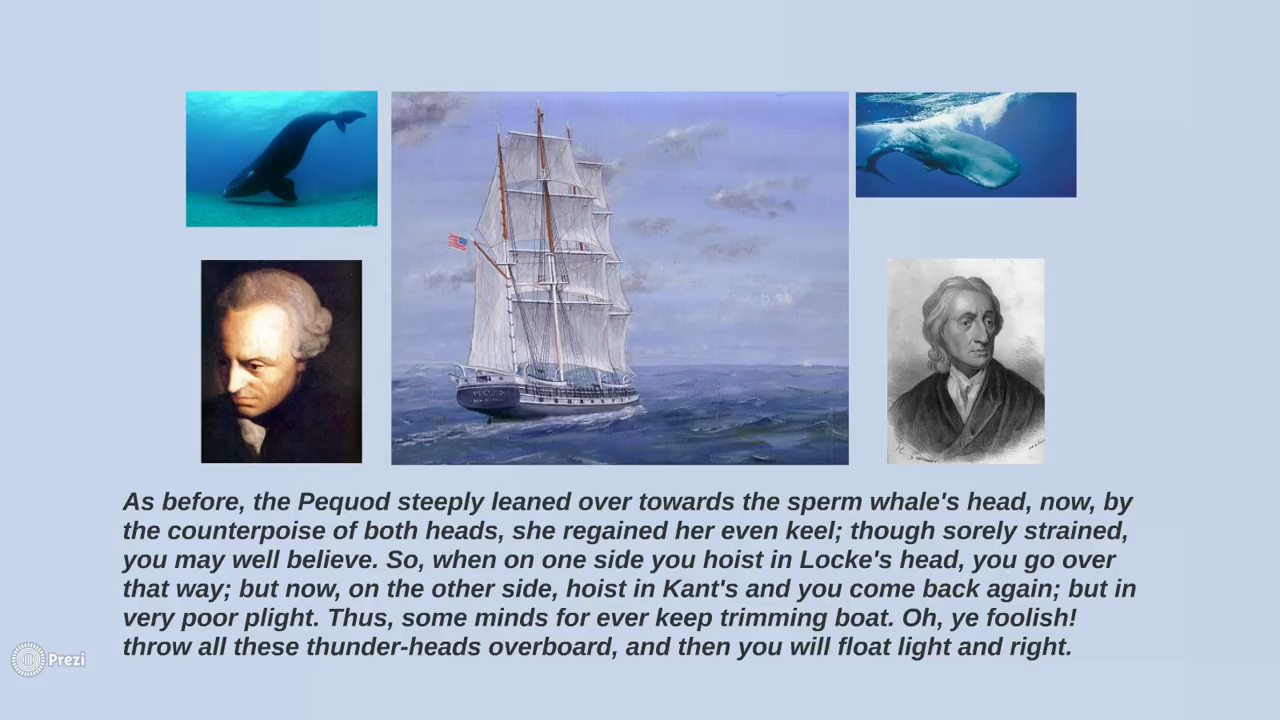 PEQUOD
As before, the Pequod steeply leaned over towards the sperm whale's head, now, by
the counterpoise of both heads, she regained her even keel; though sorely strained,
you may well believe. So, when on one side you hoist in Locke's head, you go over
that way; but now, on the other side, hoist in Kant's and you come back again; but in
very poor plight. Thus, some minds for ever keep trimming boat. Oh, ye foolish!
throw all these thunder-heads overboard, and then you will float light and right.
Prezi